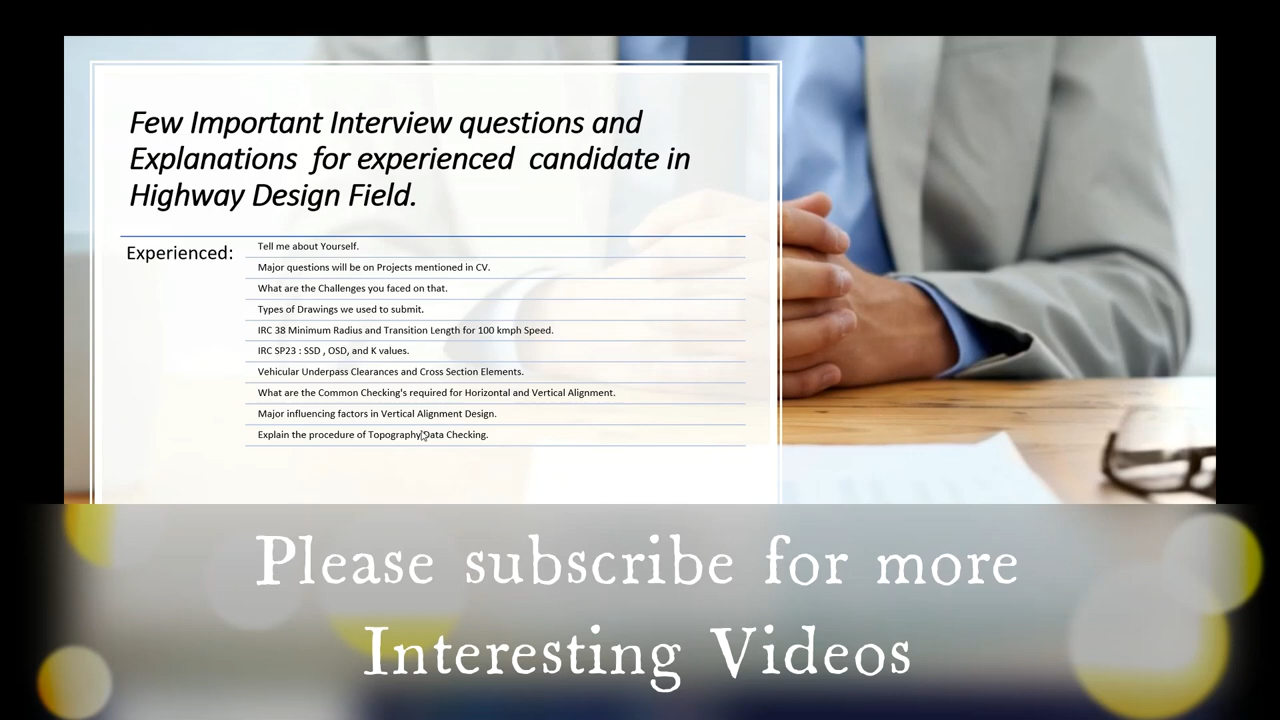 Few Important Interview questions and
Explanations for experienced candidate in
Highway Design Field.
Experienced:
Tell me about Yourself.
Major questions will be on Projects mentioned in CV.
What are the Challenges you faced on that.
Types of Drawings we used to submit.
IRC 38 Minimum Radius and Transition Length for 100 kmph Speed.
IRC SP23 : SSD , OSD, and K values.
Vehicular Underpass Clearances and Cross Section Elements.
What are the Common Checking's required for Horizontal and Vertical Alignment.
Major influencing factors in Vertical Alignment Design.
Explain the procedure of Topography Data Checking.
Please subscribe for more
Interesting Videos